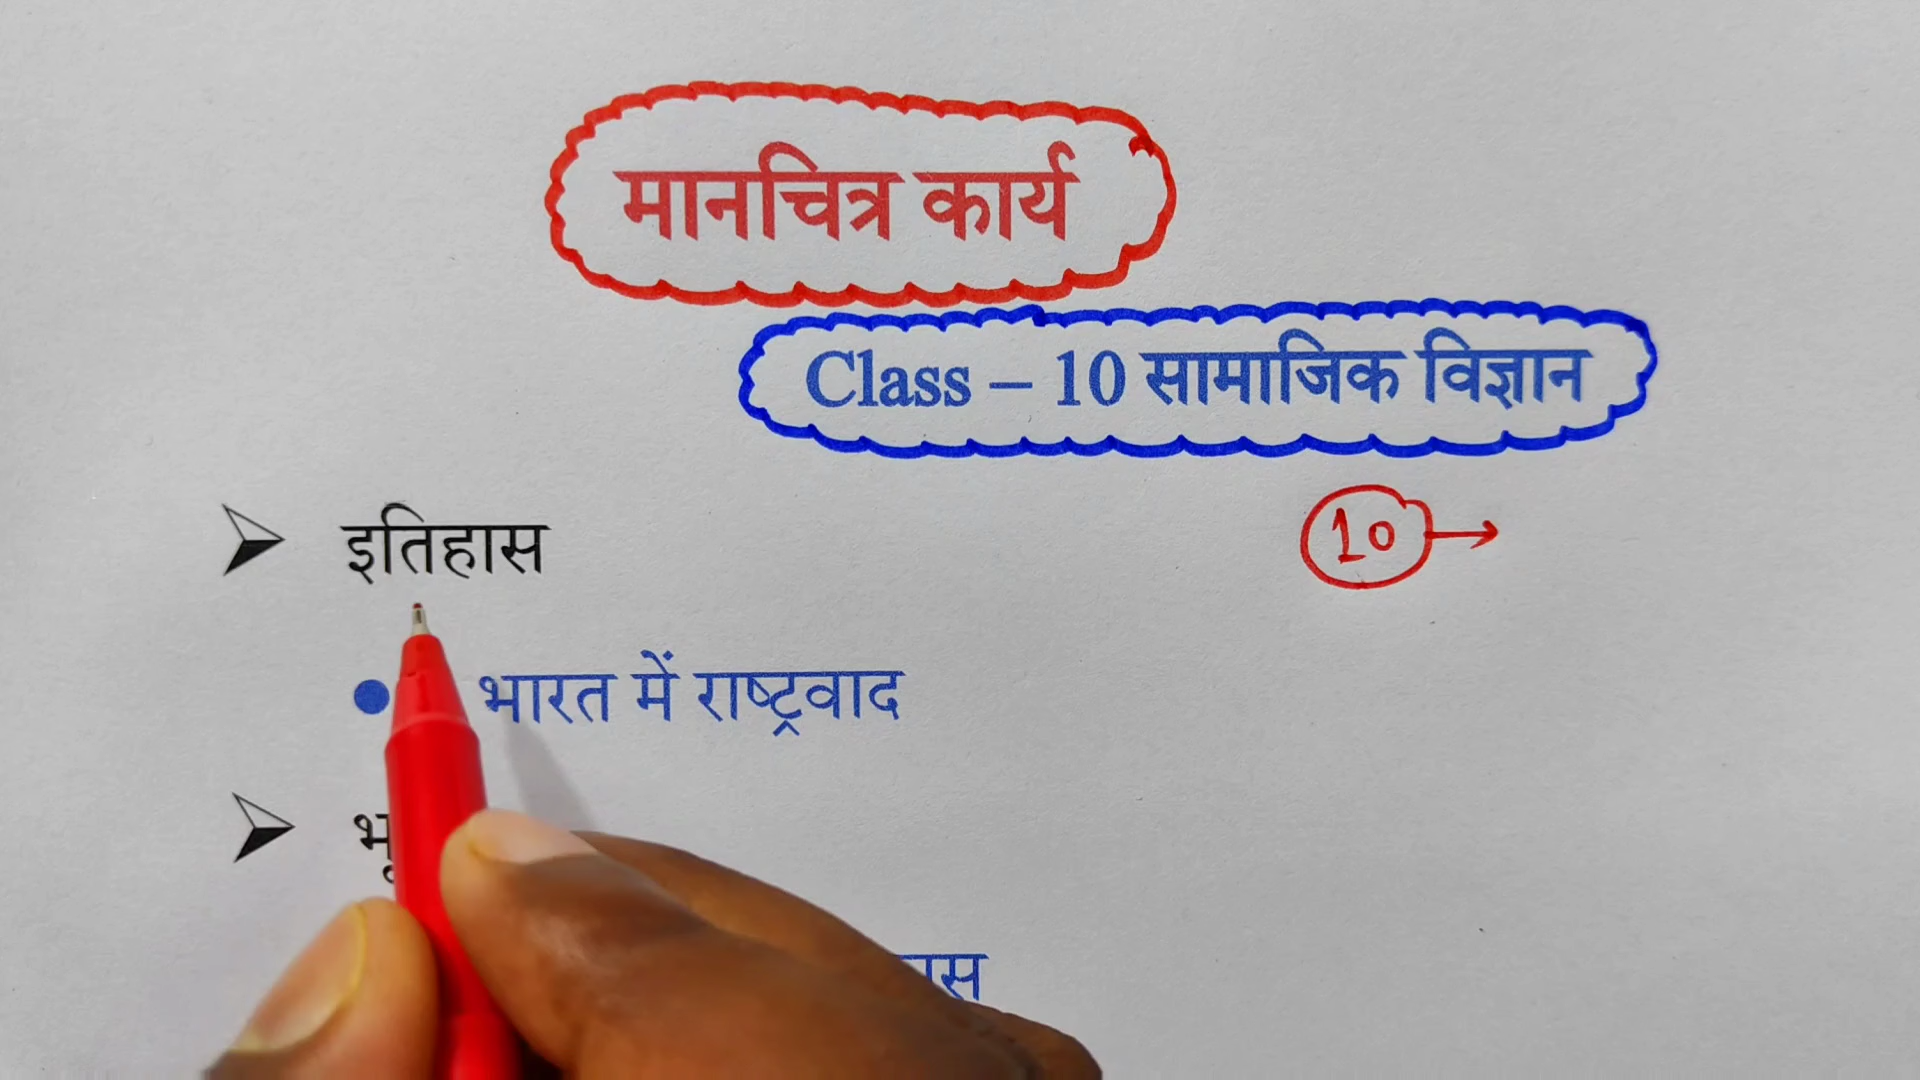 मानचित्र कार्य
Class – 10 सामाजिक विज्ञान
इतिहास
10
भारत में राष्ट्रवाद